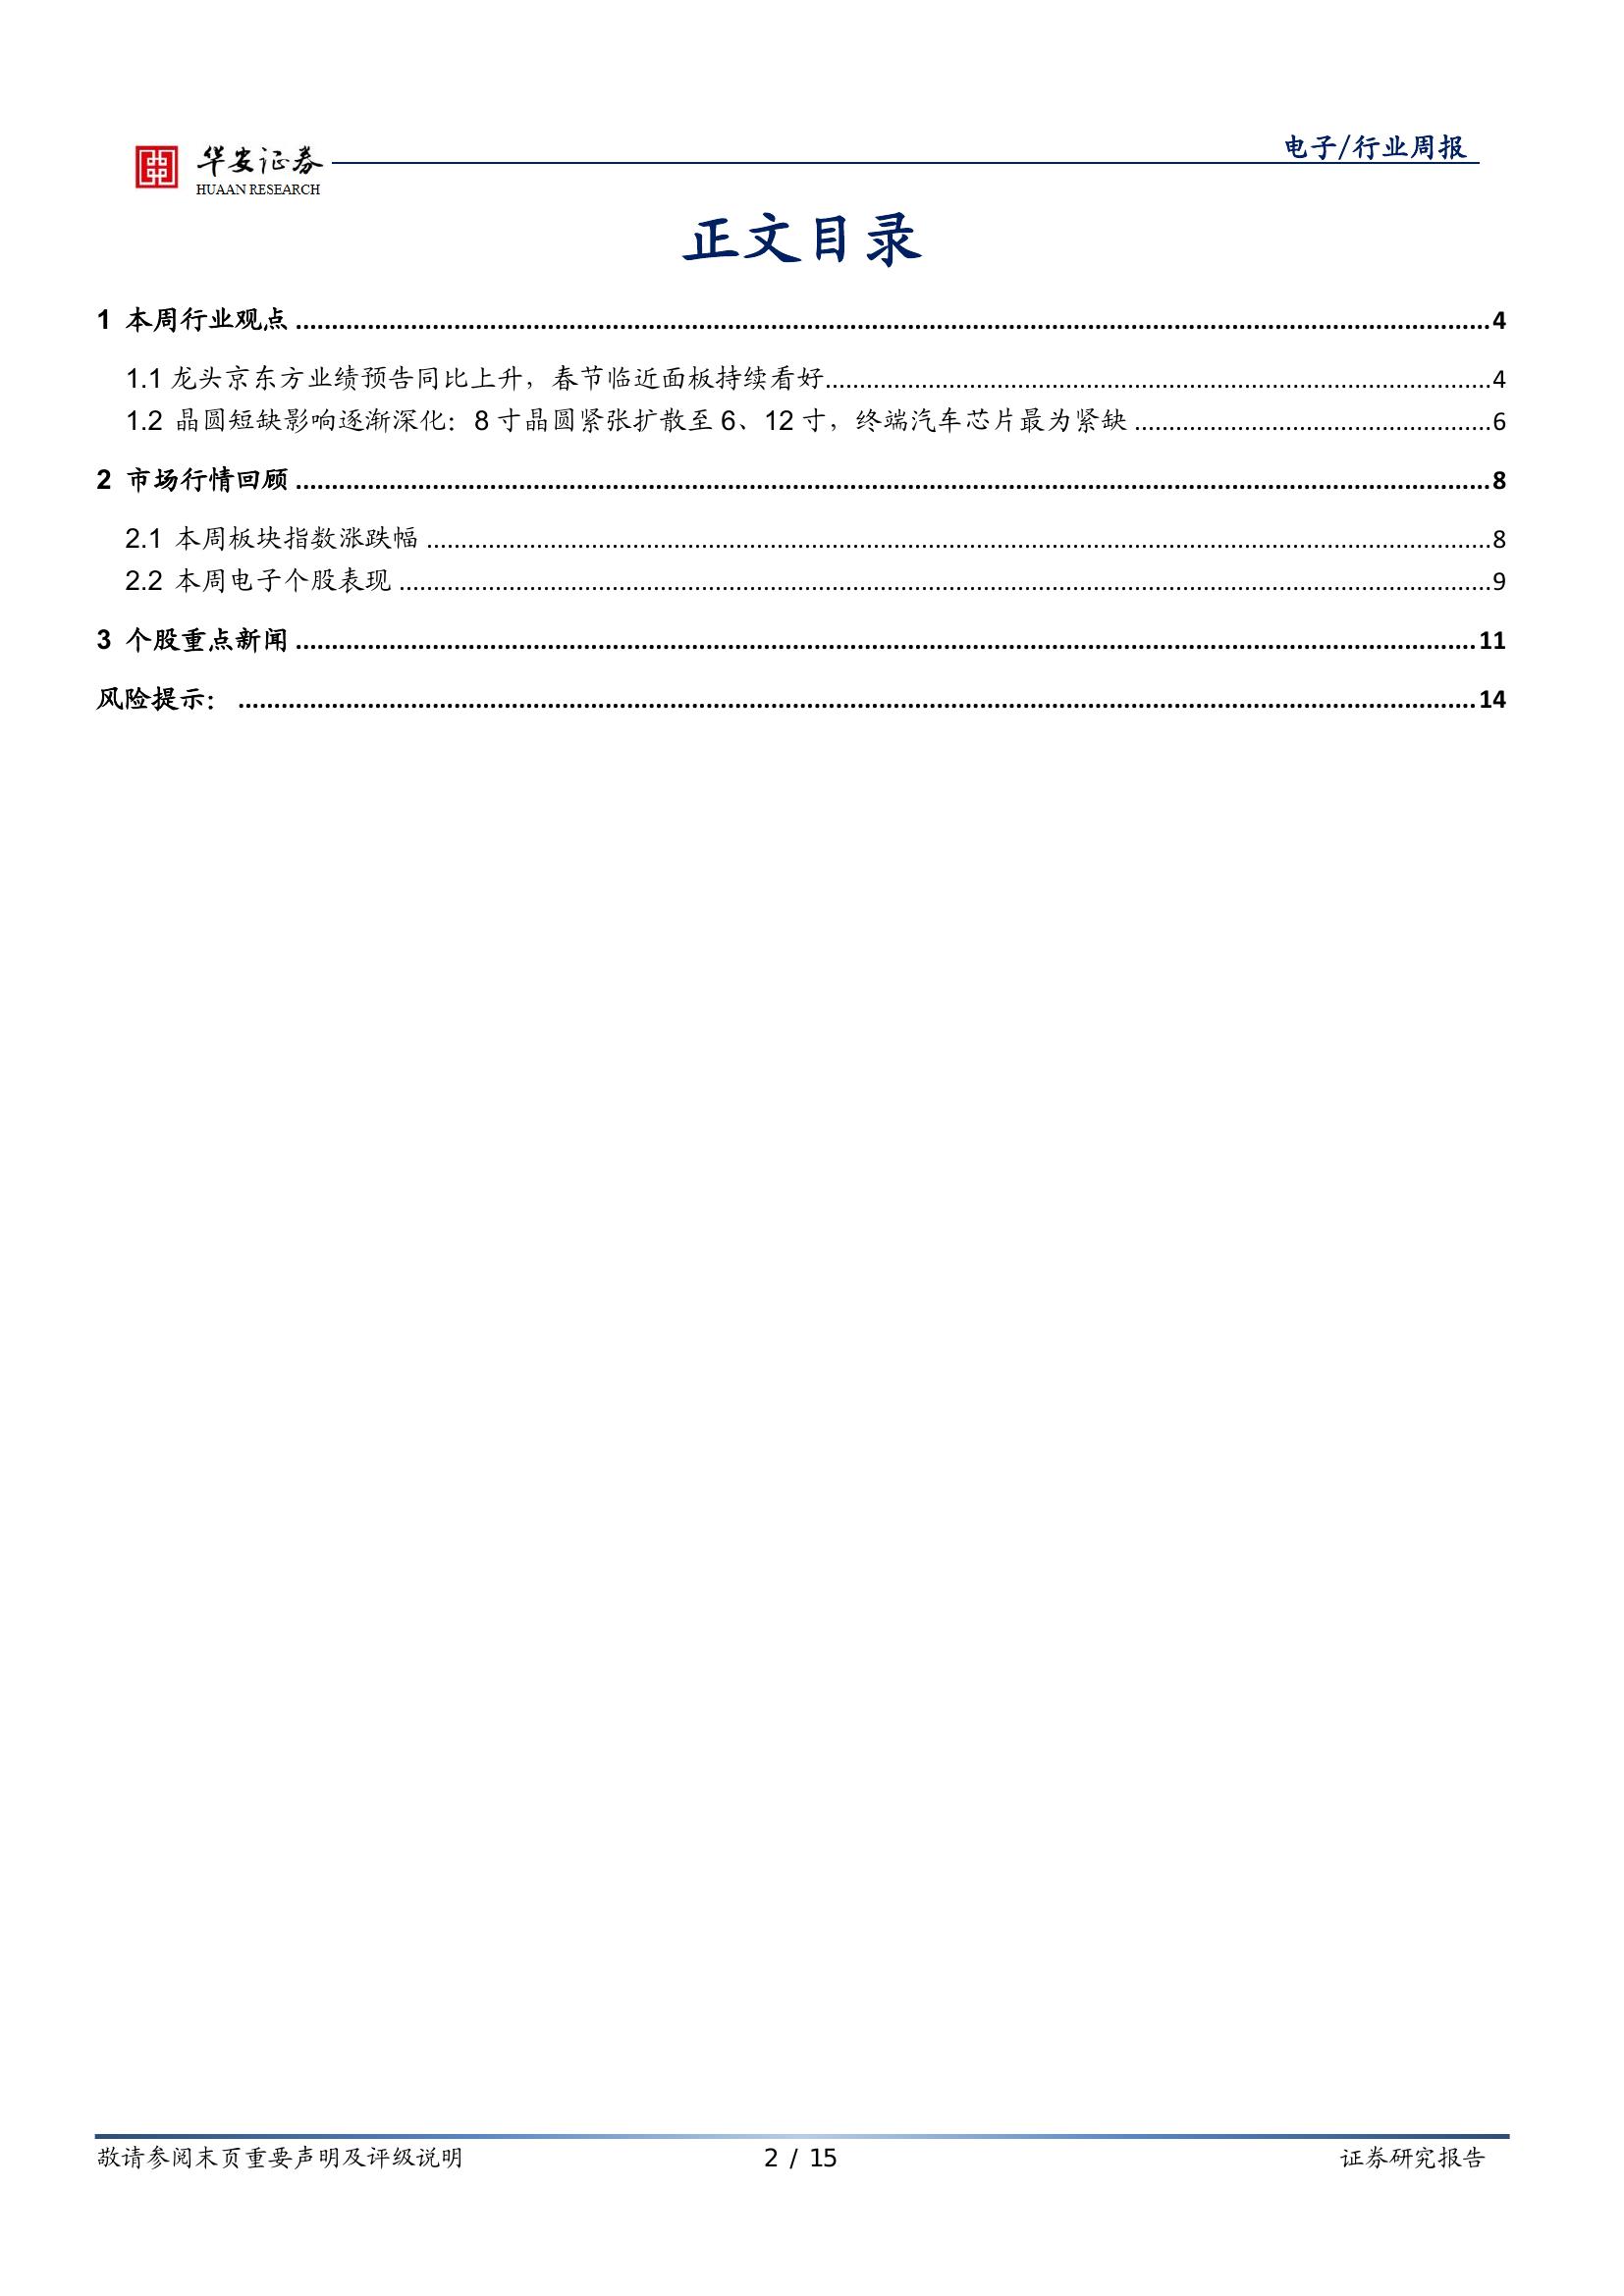 华安证券
HUAAN RESEARCH
电子/行业周报
正文目录
1 本周行业观点 ........................................ 4
1.1 龙头京东方业绩预告同比上升，春节临近面板持续看好 ........................................ 4
1.2 晶圆短缺影响逐渐深化：8 寸晶圆紧张扩散至 6、12 寸，终端汽车芯片最为紧缺 ........................................ 6
2 市场行情回顾 ........................................ 8
2.1 本周板块指数涨跌幅 ........................................ 8
2.2 本周电子个股表现 ........................................ 9
3 个股重点新闻 ........................................ 11
风险提示： ........................................ 14
敬请参阅末页重要声明及评级说明 2 / 15 证券研究报告